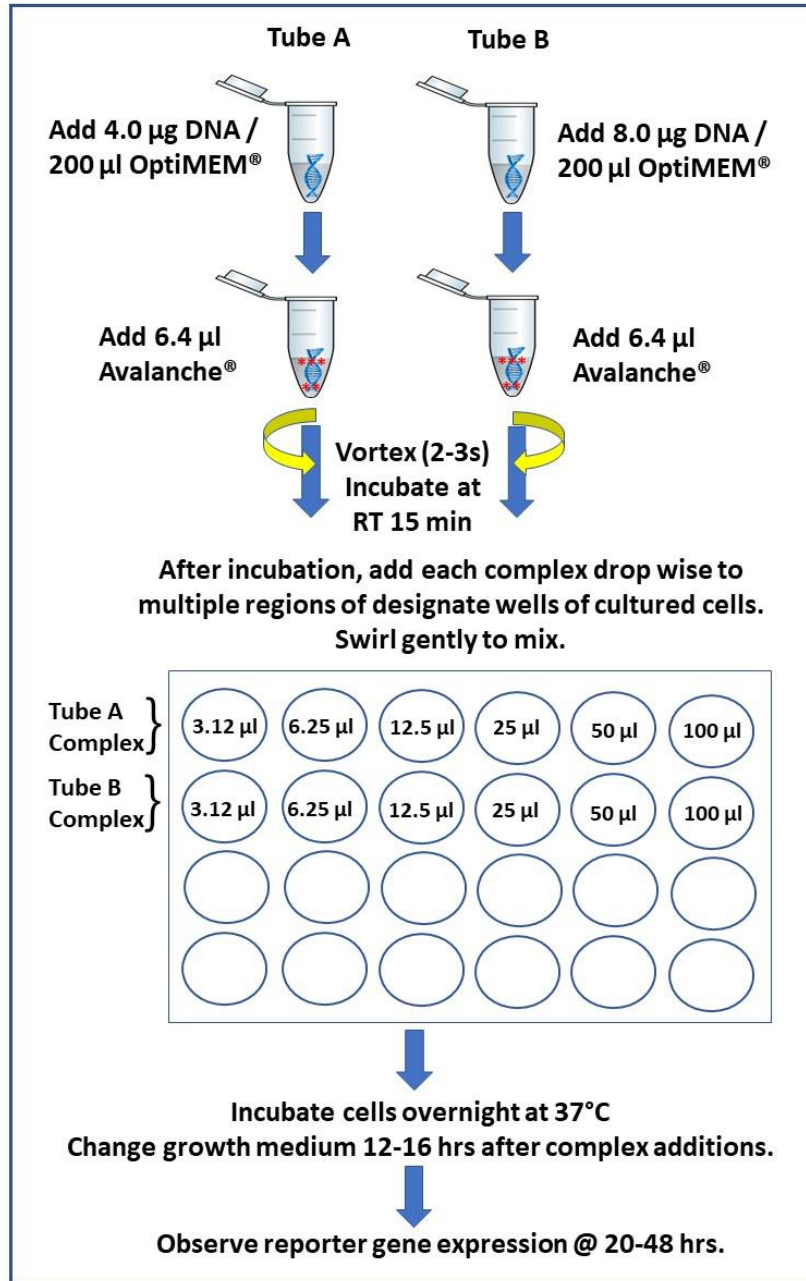 Tube A
Tube B
Add 4.0 µg DNA /
200 µl OptiMEM®
Add 8.0 µg DNA /
200 µl OptiMEM®
Add 6.4 µl
Avalanche®
Add 6.4 µl
Avalanche®
Vortex (2-3s)
Incubate at
RT 15 min
After incubation, add each complex drop wise to
multiple regions of designate wells of cultured cells.
Swirl gently to mix.
Tube A
Complex
3.12 µl 6.25 µl 12.5 µl 25 µl 50 µl 100 µl
Tube B
Complex
3.12 µl 6.25 µl 12.5 µl 25 µl 50 µl 100 µl
Incubate cells overnight at 37°C
Change growth medium 12-16 hrs after complex additions.
Observe reporter gene expression @ 20-48 hrs.